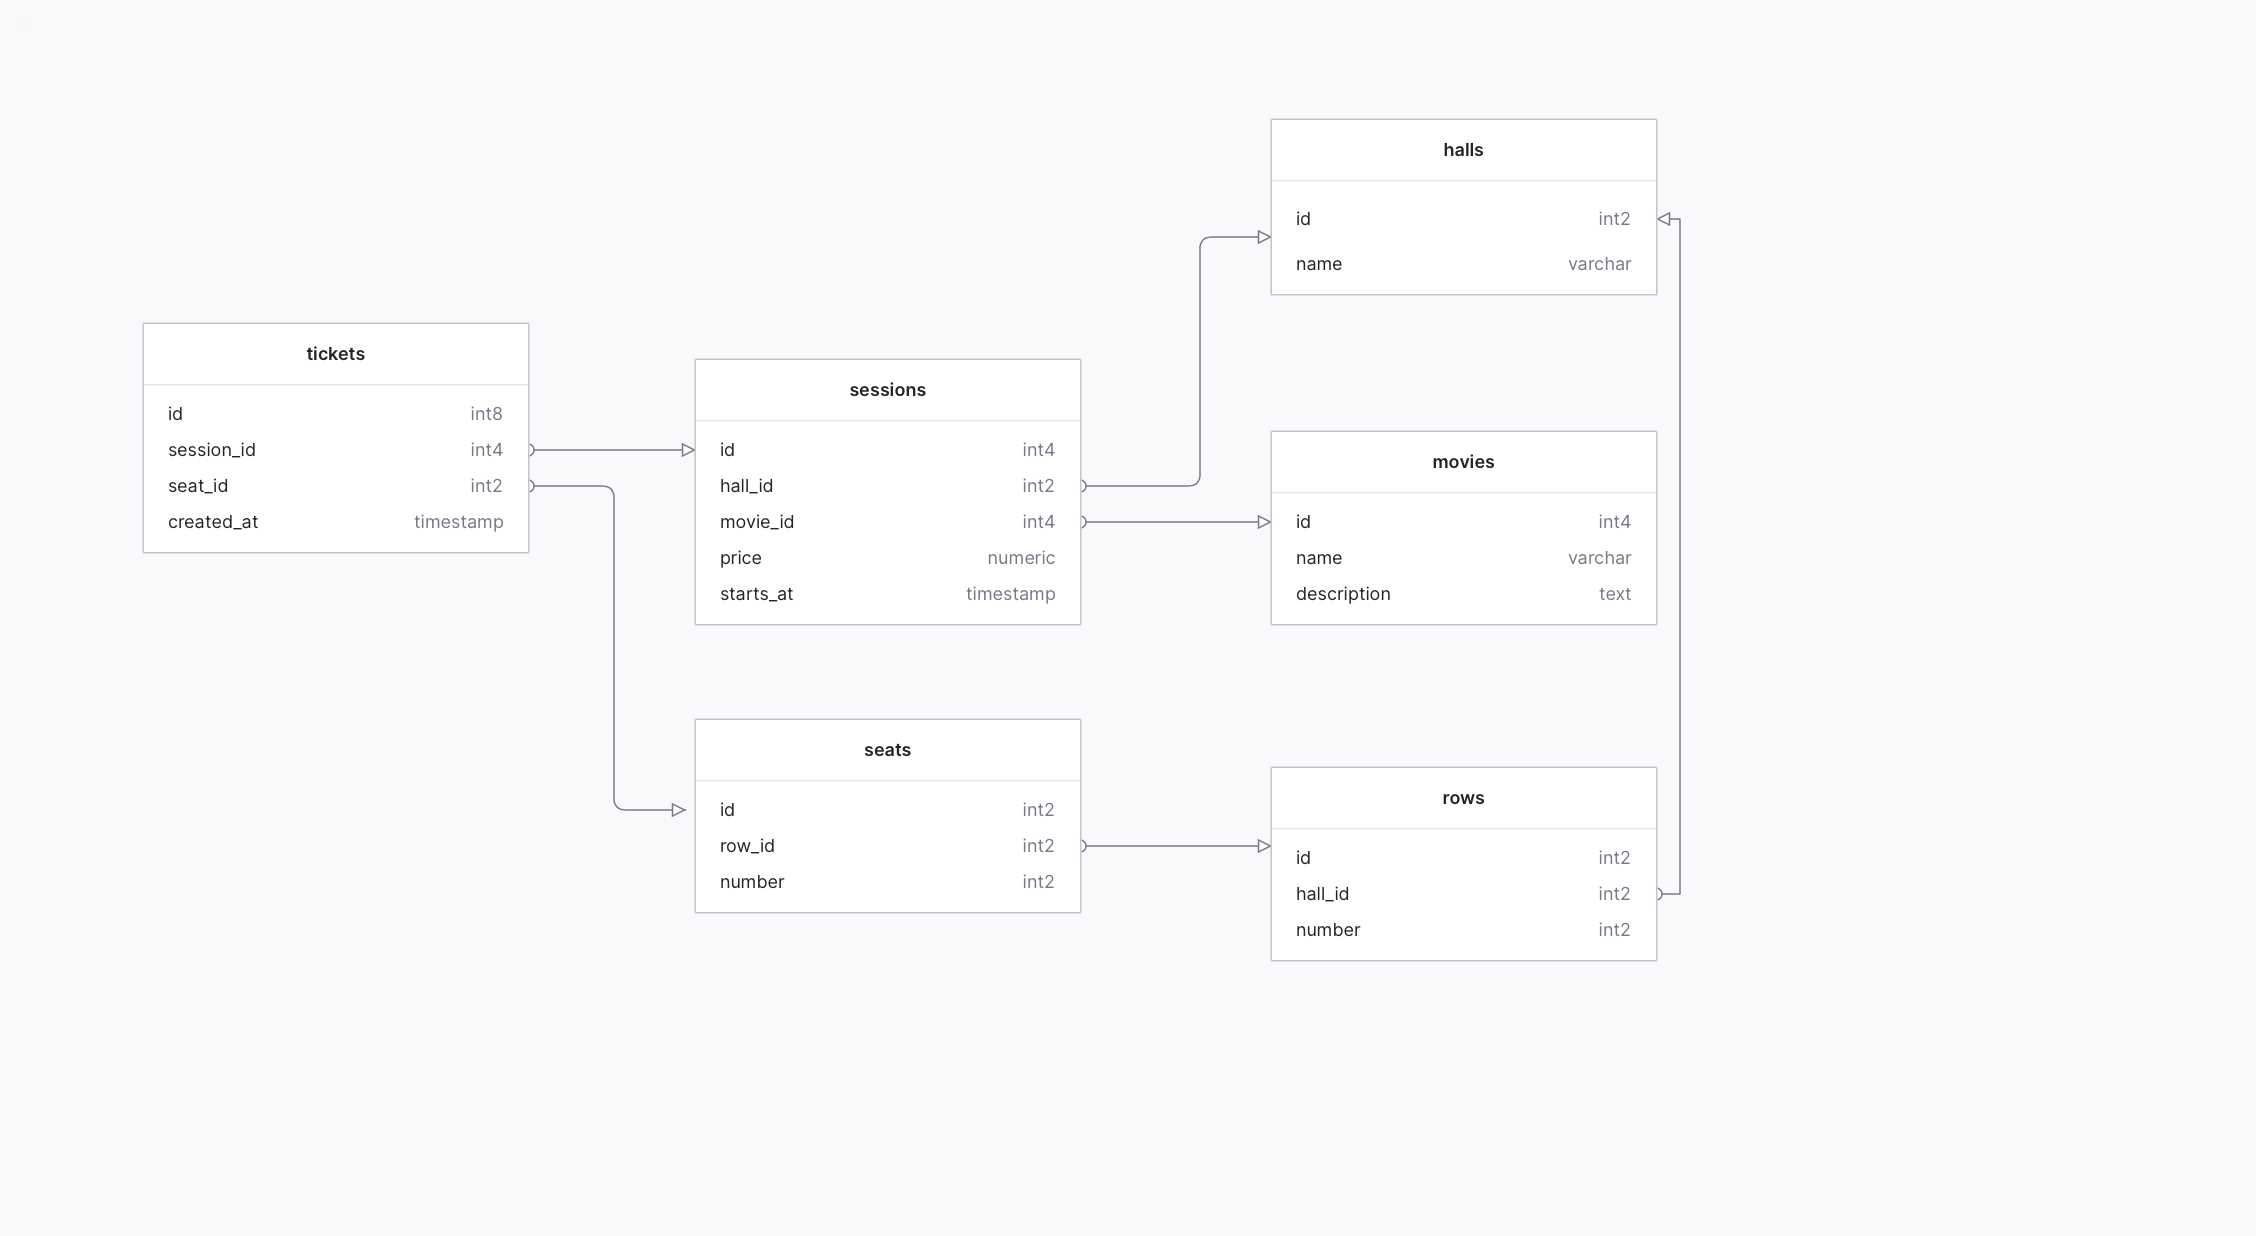 tickets
id int8
session_id int4
seat_id int2
created_at timestamp
sessions
id int4
hall_id int2
movie_id int4
price numeric
starts_at timestamp
seats
id int2
row_id int2
number int2
halls
id int2
name varchar
movies
id int4
name varchar
description text
rows
id int2
hall_id int2
number int2